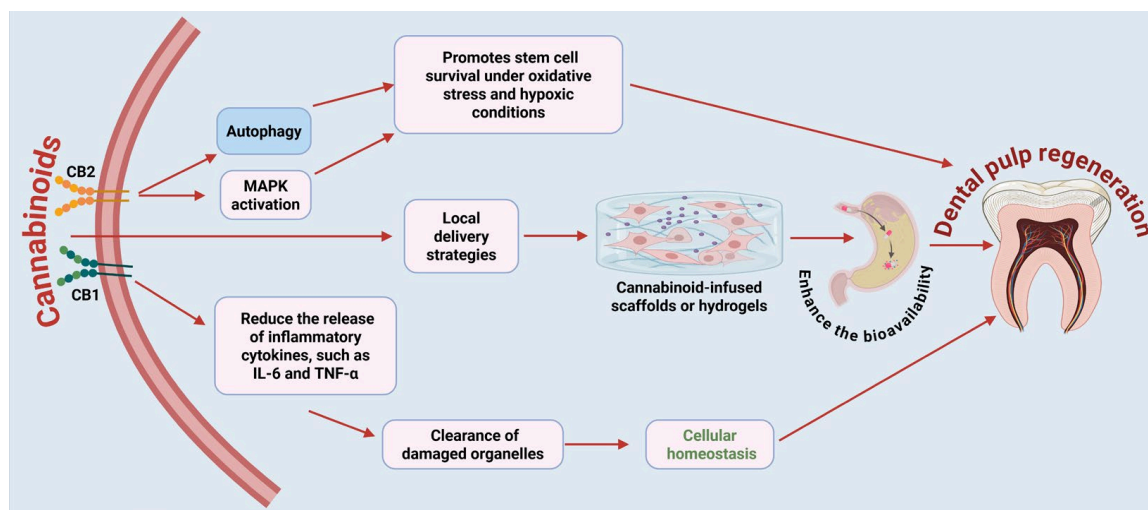 Cannabinoids
CB2
CB1
Autophagy
MAPK
activation
Promotes stem cell
survival under oxidative
stress and hypoxic
conditions
Local
delivery
strategies
Cannabinoid-infused
scaffolds or hydrogels
Enhance the bioavailability
Dental pulp regeneration
Reduce the release
of inflammatory
cytokines, such as
IL-6 and TNF-α
Clearance of
damaged organelles
Cellular
homeostasis